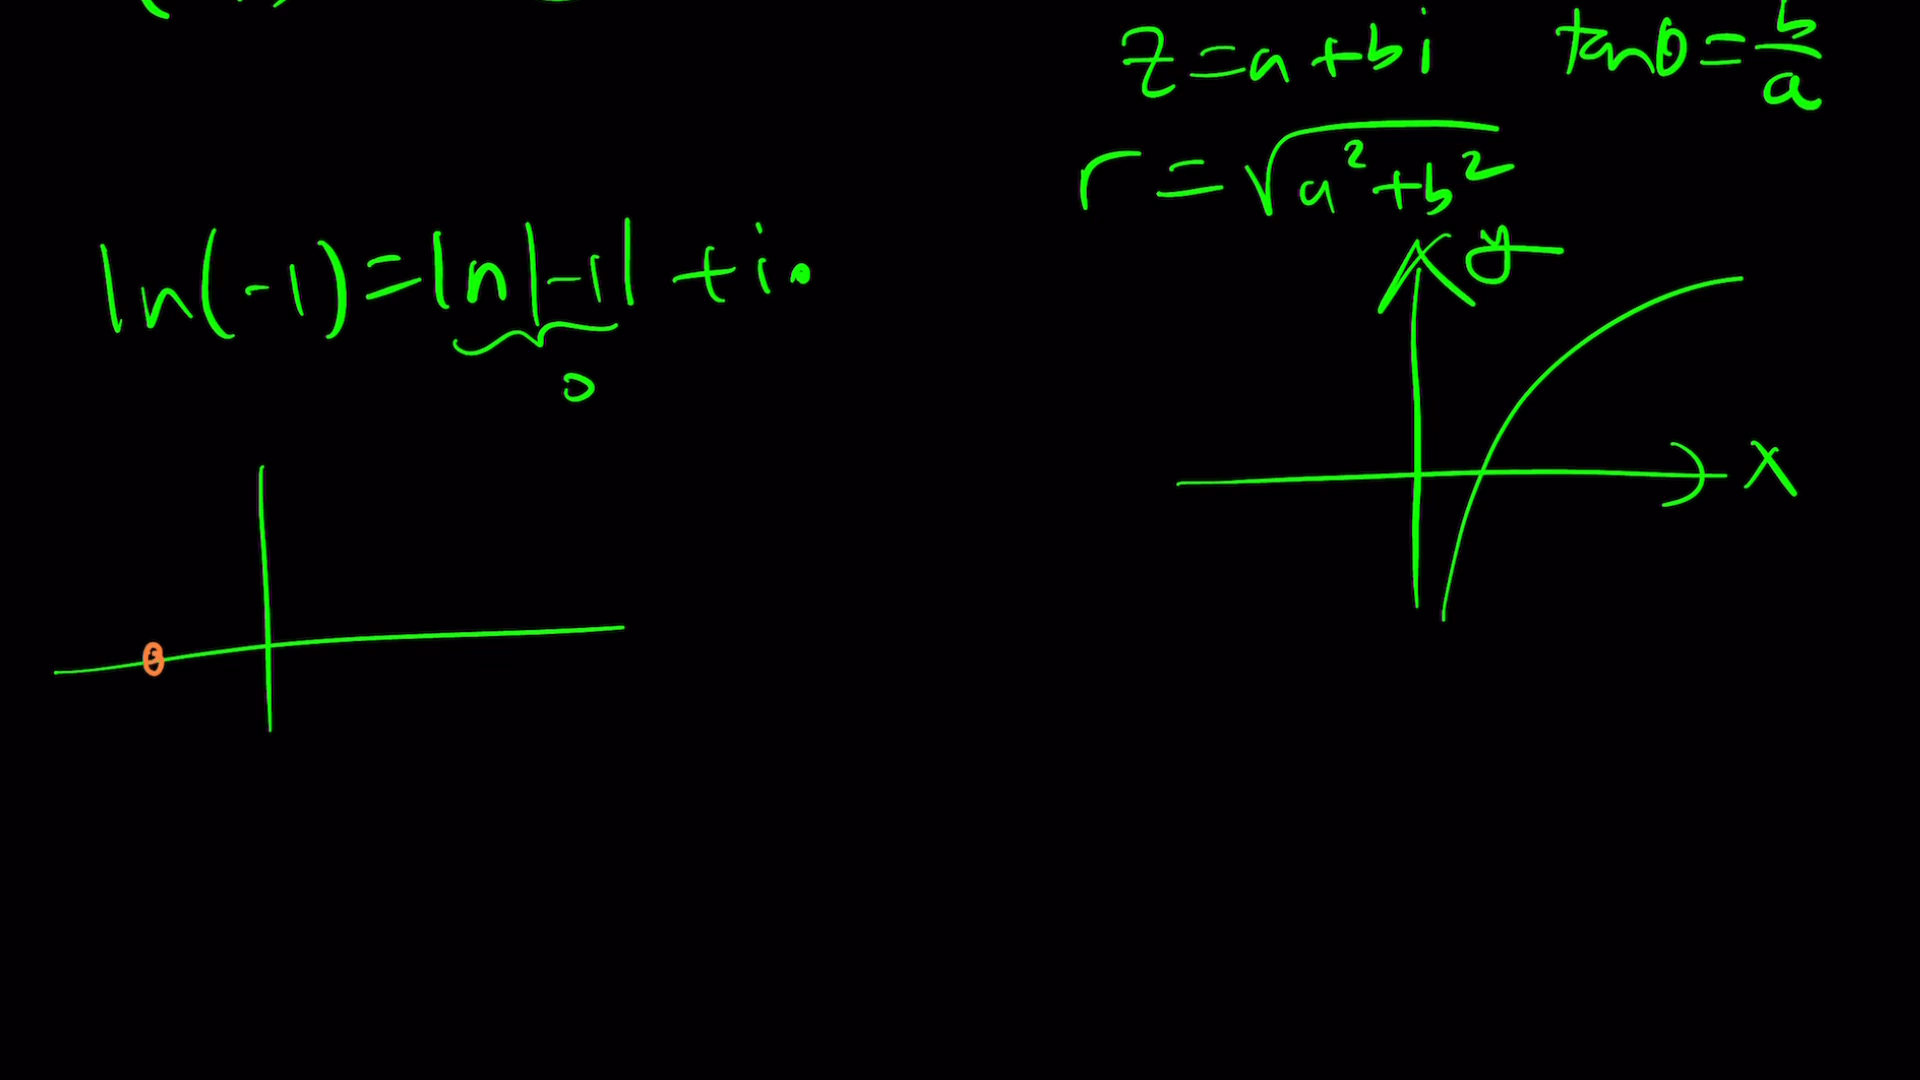 z=a+bi tanθ=b/a
r=√(a²+b²)
ln(-1)=ln|-1|+i·
0
y
x